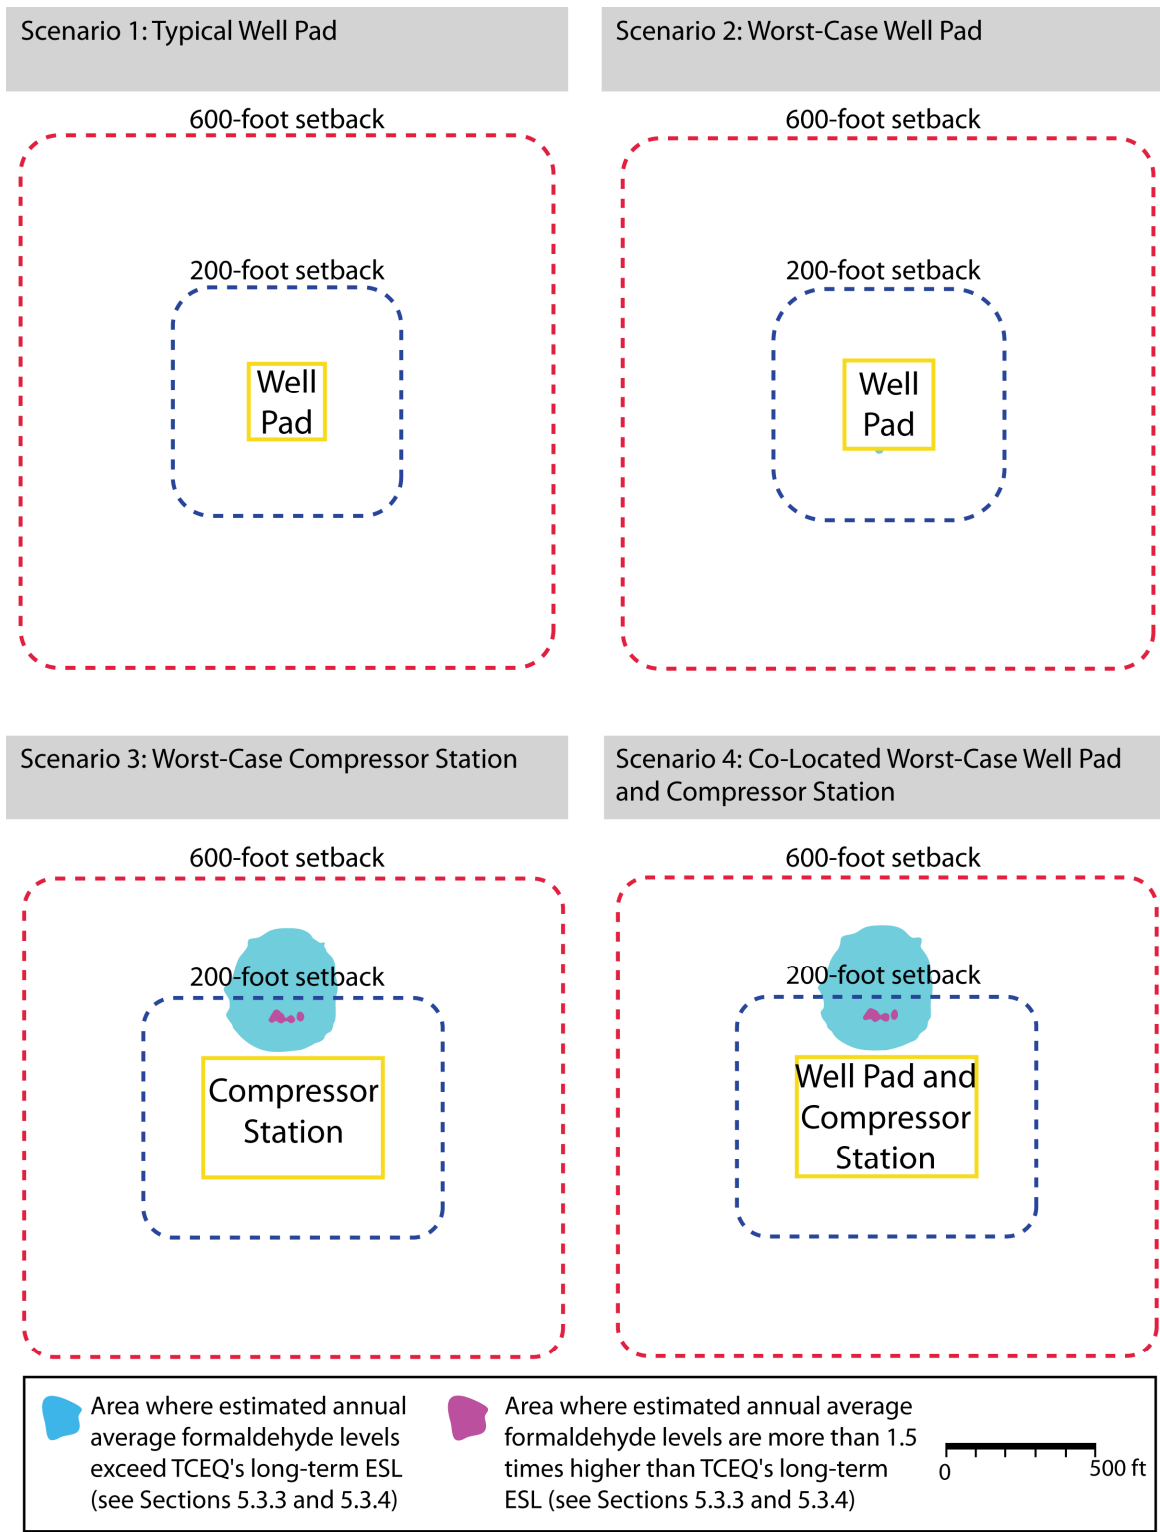 Scenario 1: Typical Well Pad
600-foot setback
200-foot setback
Well
Pad
Scenario 2: Worst-Case Well Pad
600-foot setback
200-foot setback
Well
Pad
Scenario 3: Worst-Case Compressor Station
600-foot setback
200-foot setback
Compressor
Station
Scenario 4: Co-Located Worst-Case Well Pad
and Compressor Station
600-foot setback
200-foot setback
Well Pad and
Compressor
Station
Area where estimated annual
average formaldehyde levels
exceed TCEQ's long-term ESL
(see Sections 5.3.3 and 5.3.4)
Area where estimated annual average
formaldehyde levels are more than 1.5
times higher than TCEQ's long-term
ESL (see Sections 5.3.3 and 5.3.4)
0 500 ft